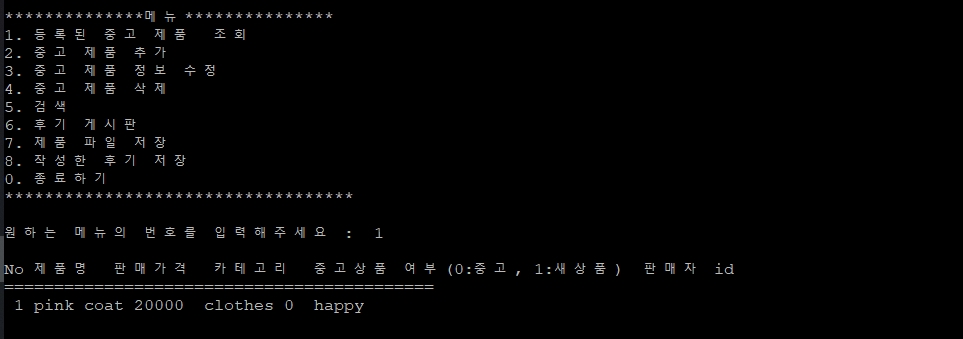 **************메뉴***************
1. 등록된 중고 제품  조회
2. 중고 제품 추가
3. 중고 제품 정보 수정
4. 중고 제품 삭제
5. 검색
6. 후기 게시판
7. 제품 파일 저장
8. 작성한 후기 저장
0. 종료하기
***********************************
원하는 메뉴의 번호를 입력해주세요 :  1
No 제품명  판매가격  카테고리  중고상품 여부(0:중고, 1:새상품)  판매자 id
===========================================
1 pink coat 20000  clothes 0  happy